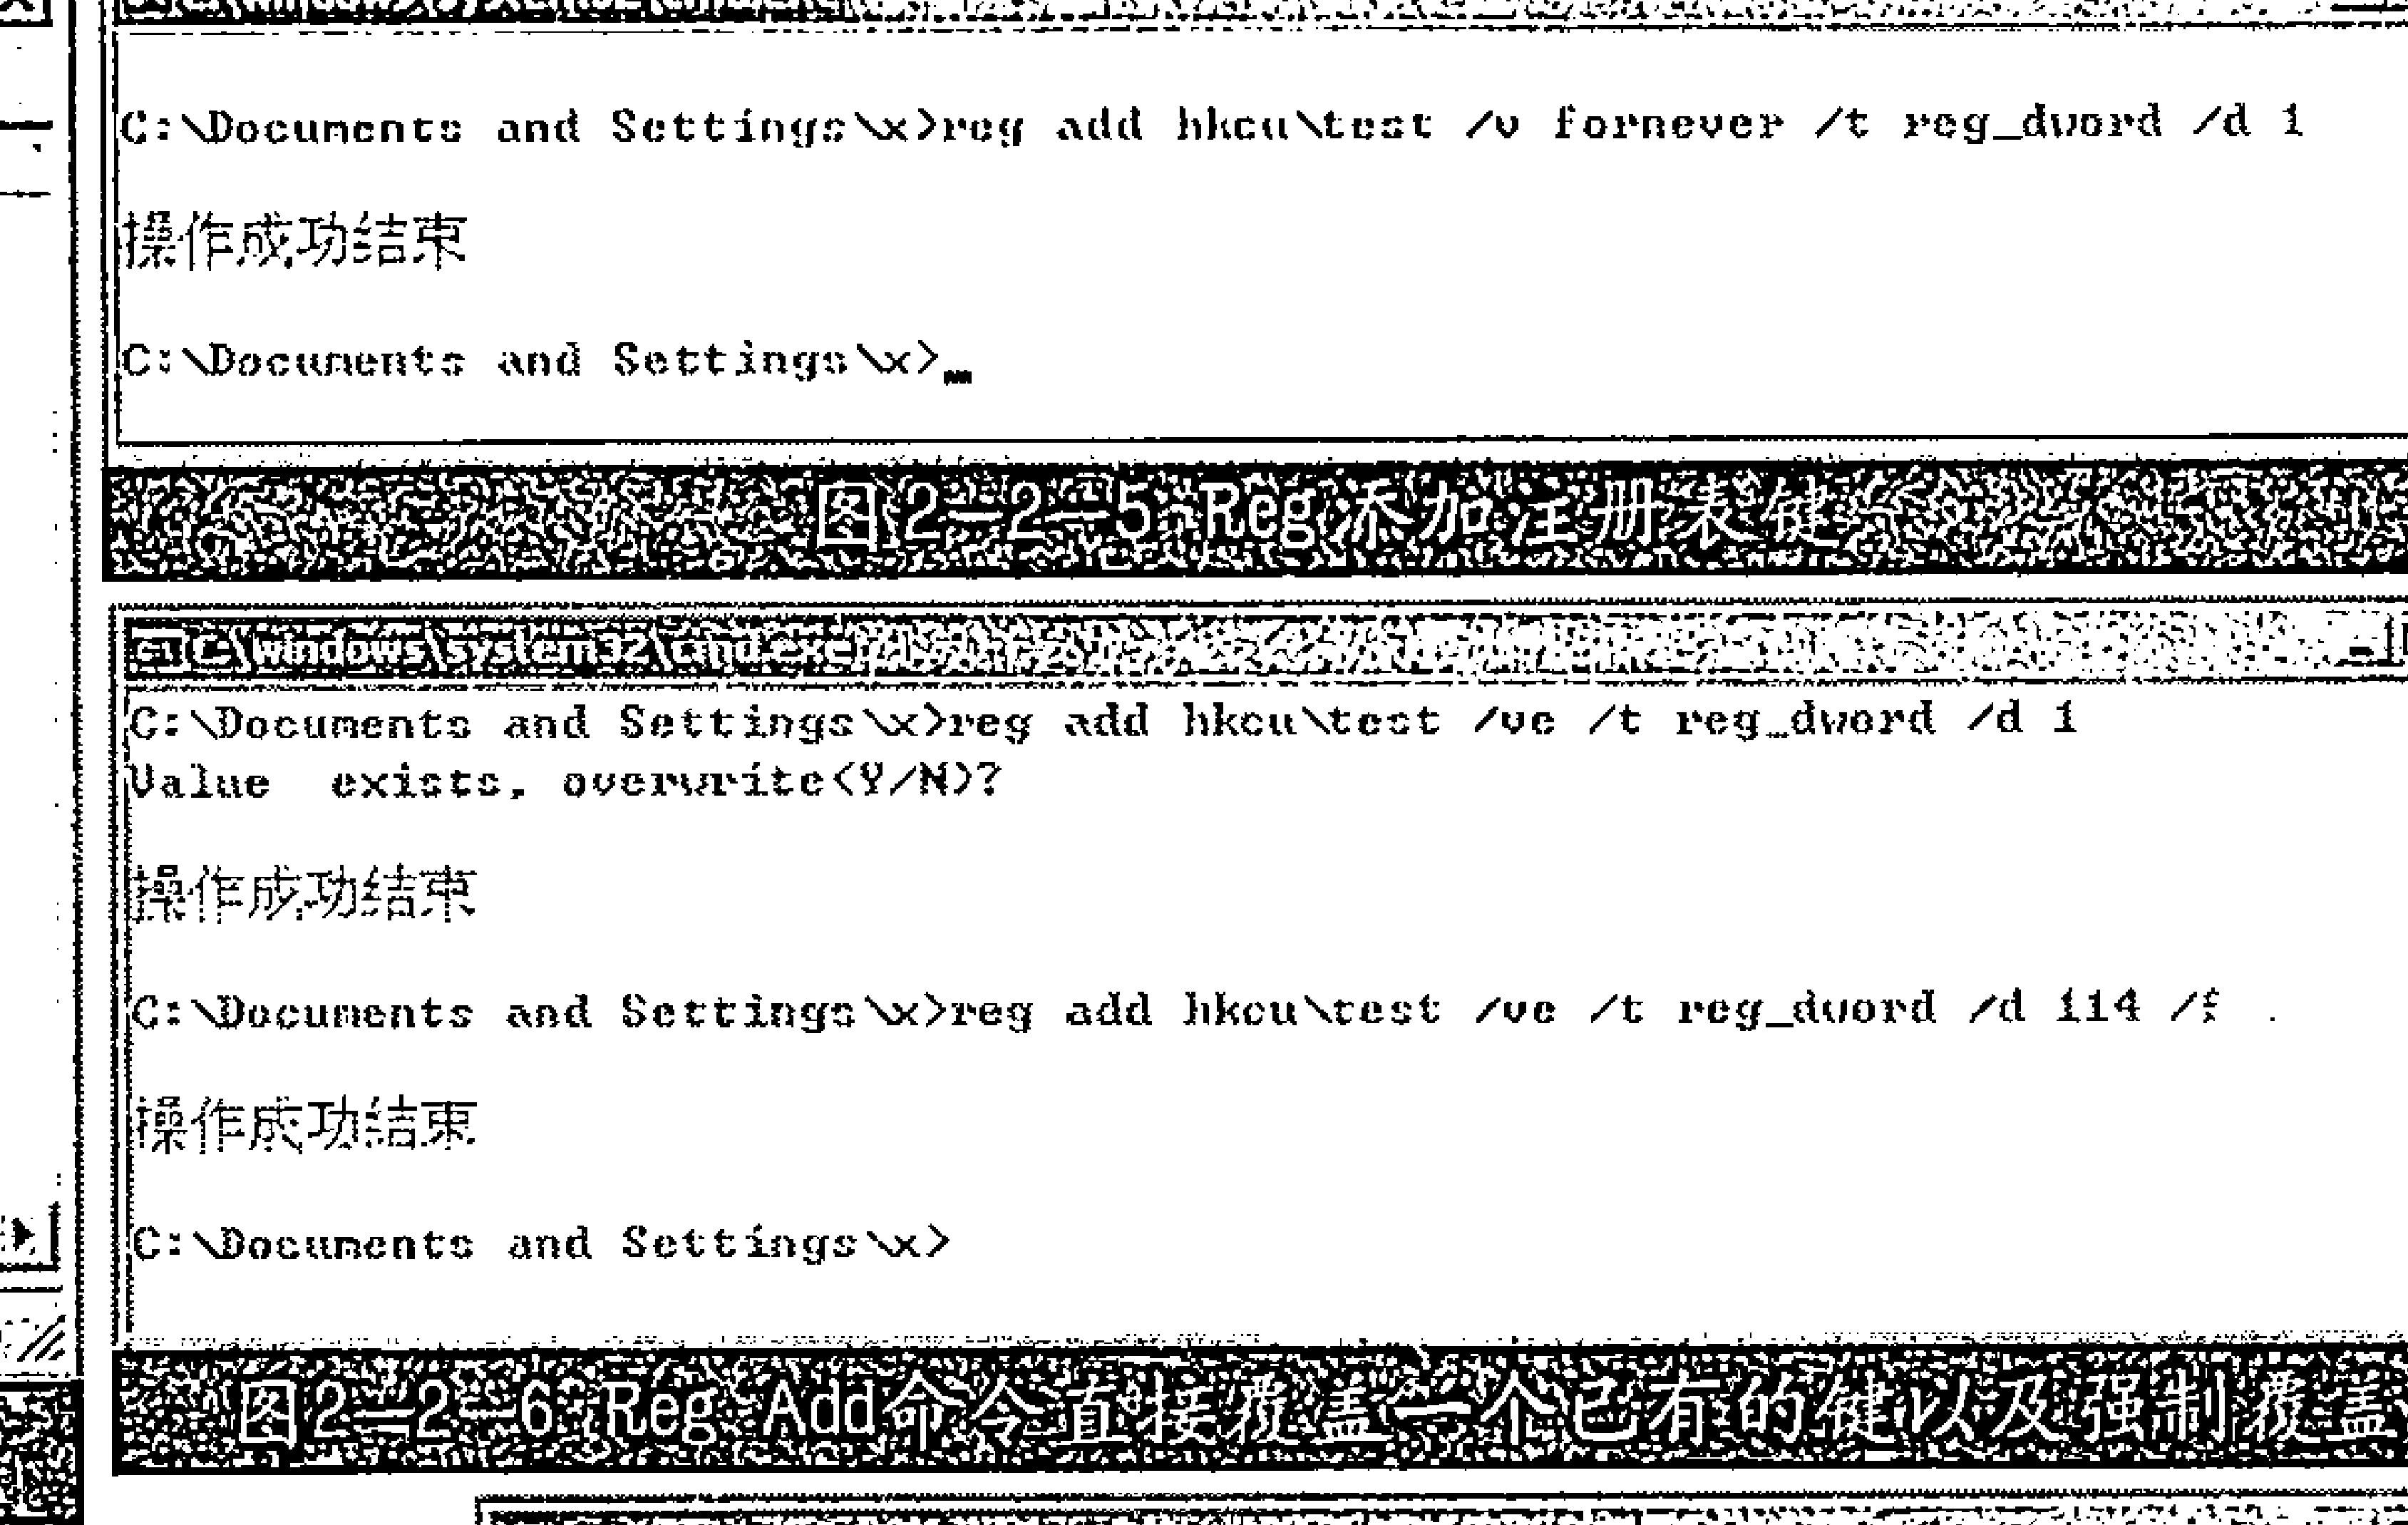 C:\Documents and Settings\x>reg add hkcu\test /v fornever /t reg_dword /d 1
操作成功结束
C:\Documents and Settings\x>_
图2-2-5 Reg添加注册表键
C:\windows\system32\cmd.exe
C:\Documents and Settings\x>reg add hkcu\test /ve /t reg_dword /d 1
Value  exists, overwrite(Y/N)?
操作成功结束
C:\Documents and Settings\x>reg add hkcu\test /ve /t reg_dword /d 114 /f
操作成功结束
C:\Documents and Settings\x>
图2-2-6 Reg Add命令直接覆盖一个已有的键以及强制覆盖